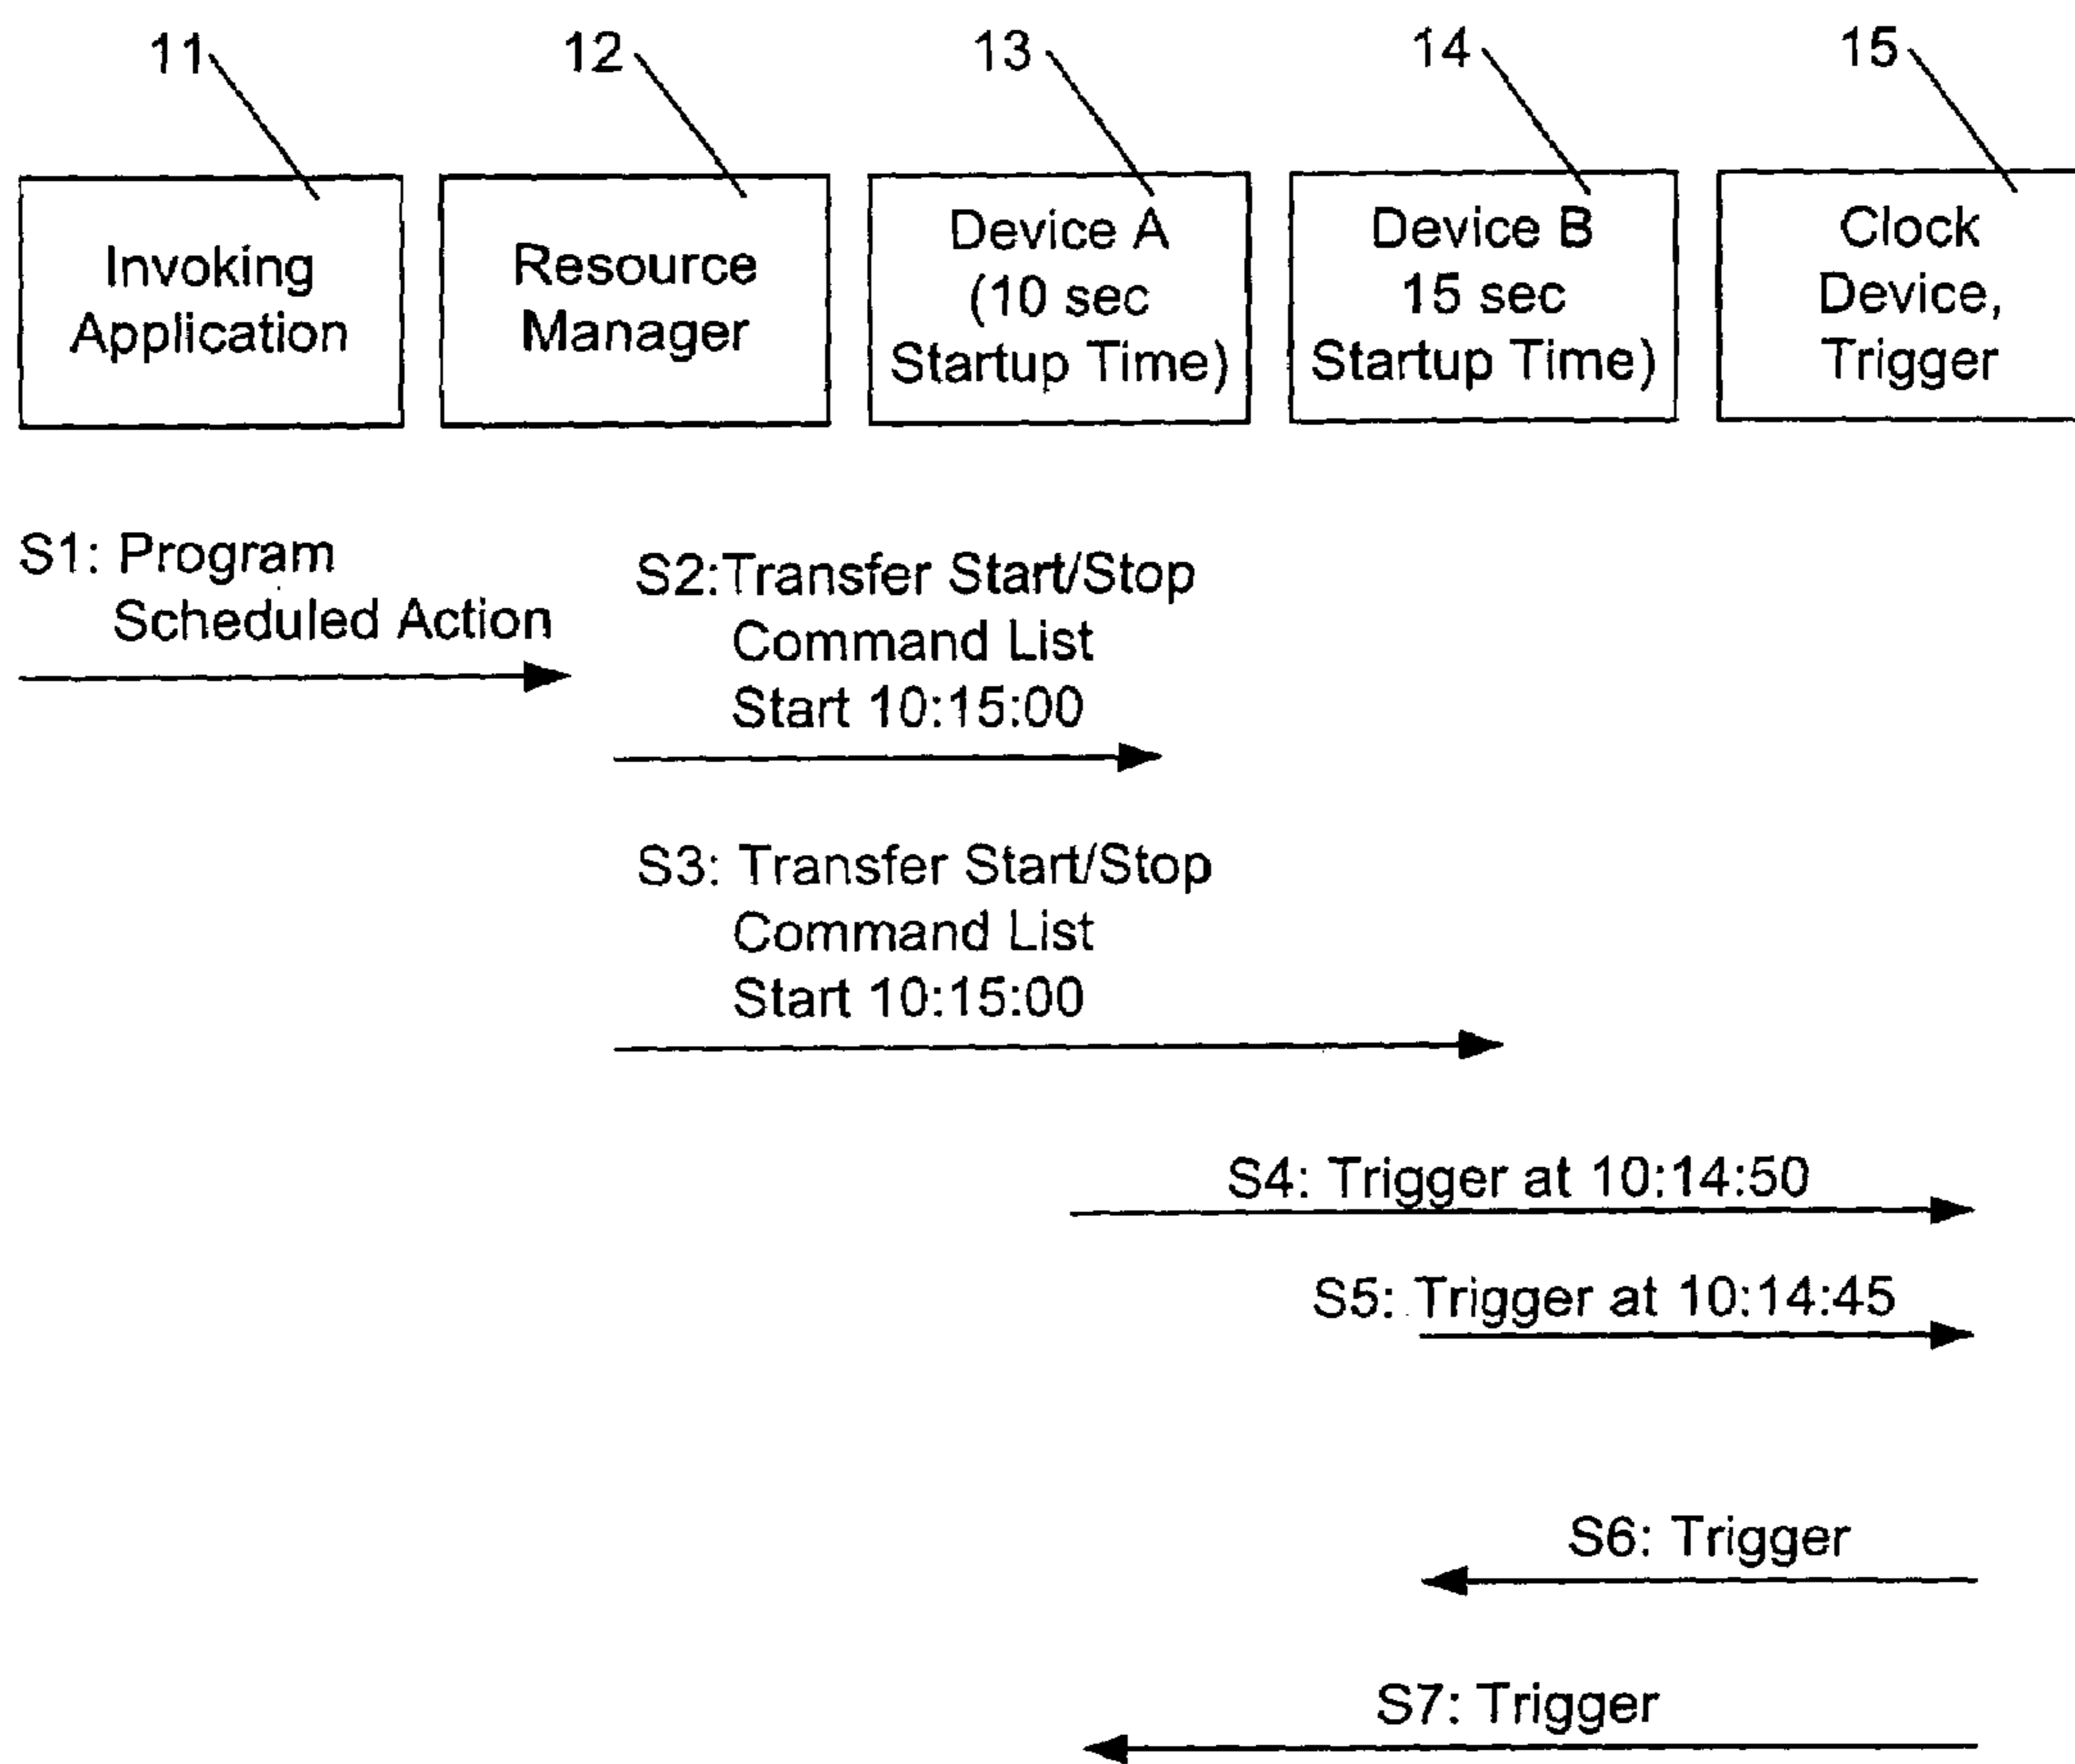 11
12
13
14
15
Invoking
Application
Resource
Manager
Device A
(10 sec
Startup Time)
Device B
15 sec
Startup Time)
Clock
Device,
Trigger
S1: Program
Scheduled Action
S2:Transfer Start/Stop
Command List
Start 10:15:00
S3: Transfer Start/Stop
Command List
Start 10:15:00
S4: Trigger at 10:14:50
S5: Trigger at 10:14:45
S6: Trigger
S7: Trigger